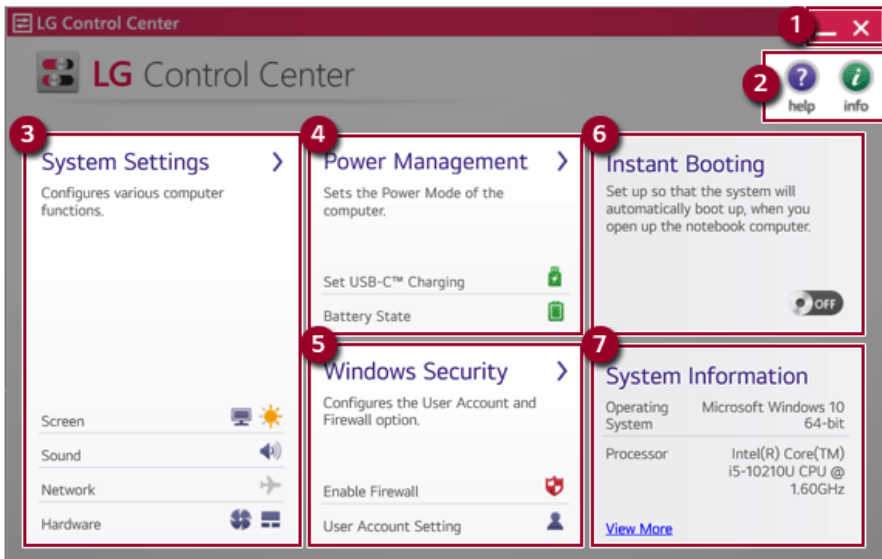 LG Control Center
1
LG Control Center
2
?
i
help
info
3
System Settings
Configures various computer
functions.
Screen
Sound
Network
Hardware
4
Power Management
Sets the Power Mode of the
computer.
Set USB-C™ Charging
Battery State
5
Windows Security
Configures the User Account and
Firewall option.
Enable Firewall
User Account Setting
6
Instant Booting
Set up so that the system will
automatically boot up, when you
open up the notebook computer.
OFF
7
System Information
Operating System
Microsoft Windows 10
64-bit
Processor
Intel(R) Core(TM)
i5-10210U CPU @
1.60GHz
View More